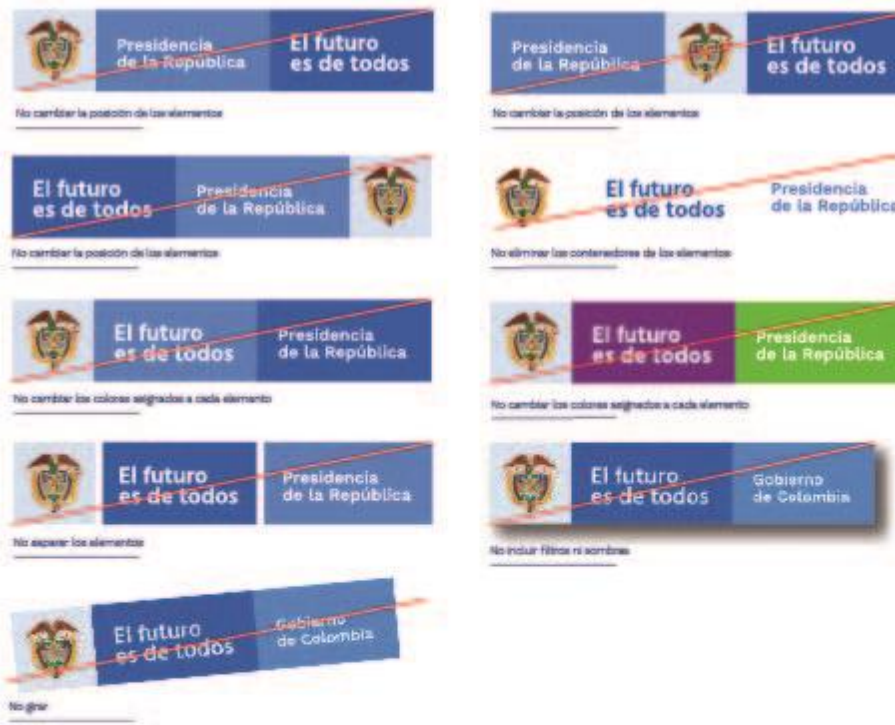 Presidencia
de la República
El futuro
es de todos
No cambiar la posición de los elementos
Presidencia
de la República
El futuro
es de todos
No cambiar la posición de los elementos
El futuro
es de todos
Presidencia
de la República
No cambiar la posición de los elementos
El futuro
es de todos
Presidencia
de la República
No eliminar los contenedores de los elementos
El futuro
es de todos
Presidencia
de la República
No cambiar los colores asignados a cada elemento
El futuro
es de todos
Presidencia
de la República
No cambiar los colores asignados a cada elemento
El futuro
es de todos
Presidencia
de la República
No separar los elementos
El futuro
es de todos
Gobierno
de Colombia
No incluir filtros ni sombras
El futuro
es de todos
Gobierno
de Colombia
No girar